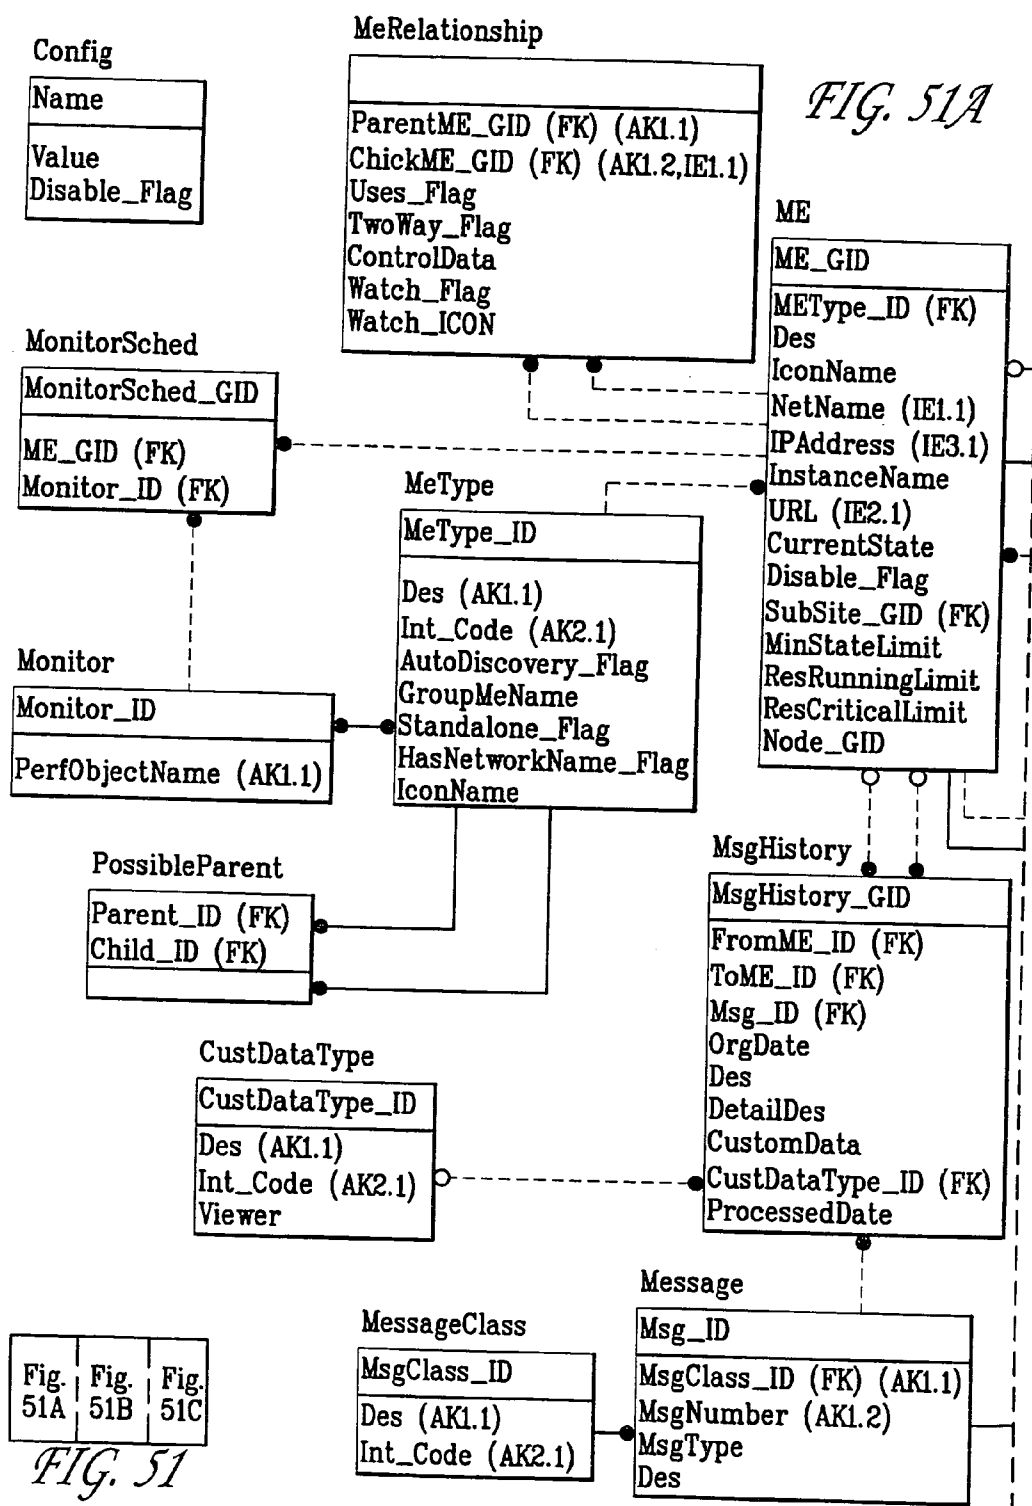 MeRelationship
Config
FIG. 51A
Name
Value
Disable_Flag
ParentME_GID (FK) (AK1.1)
ChickME_GID (FK) (AK1.2,IE1.1)
Uses_Flag
TwoWay_Flag
ControlData
Watch_Flag
Watch_ICON
ME
ME_GID
METype_ID (FK)
Des
IconName
NetName (IE1.1)
IPAddress (IE3.1)
InstanceName
URL (IE2.1)
CurrentState
Disable_Flag
SubSite_GID (FK)
MinStateLimit
ResRunningLimit
ResCriticalLimit
Node_GID
MonitorSched
MonitorSched_GID
ME_GID (FK)
Monitor_ID (FK)
MeType
MeType_ID
Des (AK1.1)
Int_Code (AK2.1)
AutoDiscovery_Flag
GroupMeName
Standalone_Flag
HasNetworkName_Flag
IconName
Monitor
Monitor_ID
PerfObjectName (AK1.1)
PossibleParent
Parent_ID (FK)
Child_ID (FK)
MsgHistory
MsgHistory_GID
FromME_ID (FK)
ToME_ID (FK)
Msg_ID (FK)
OrgDate
Des
DetailDes
CustomData
CustDataType_ID (FK)
ProcessedDate
CustDataType
CustDataType_ID
Des (AK1.1)
Int_Code (AK2.1)
Viewer
Message
Msg_ID
MsgClass_ID (FK) (AK1.1)
MsgNumber (AK1.2)
MsgType
Des
MessageClass
MsgClass_ID
Des (AK1.1)
Int_Code (AK2.1)
Fig. 51A
Fig. 51B
Fig. 51C
FIG. 51